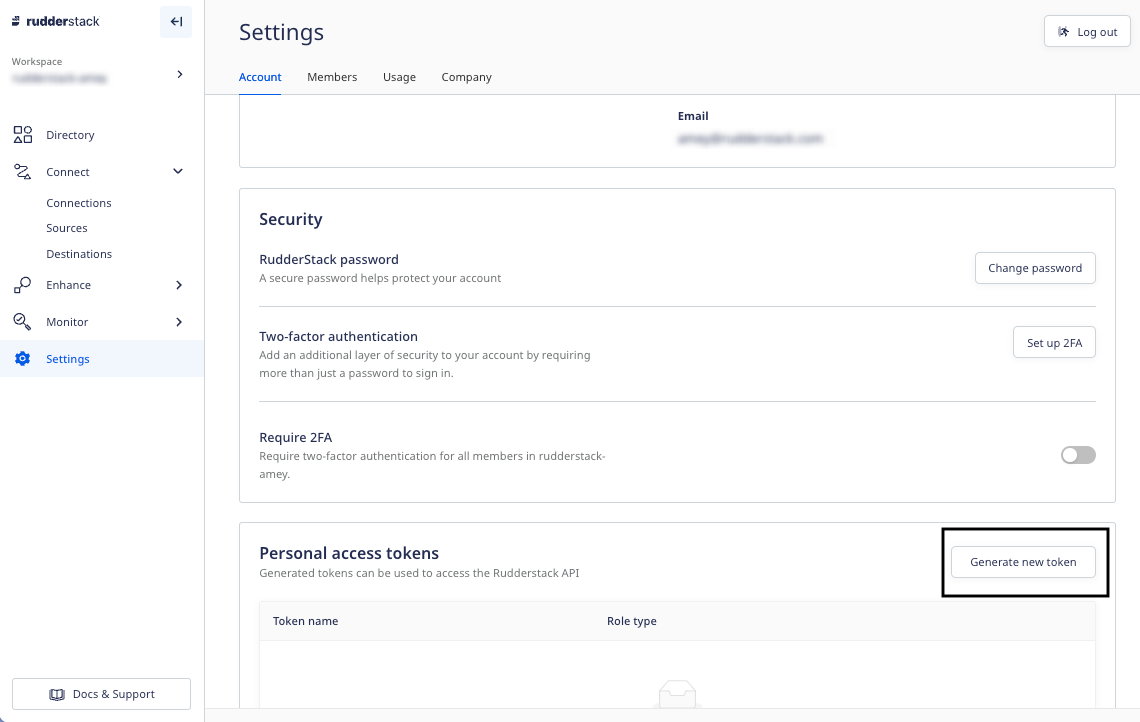 rudderstack
Workspace
Directory
Connect
Connections
Sources
Destinations
Enhance
Monitor
Settings
Docs & Support
Settings
Log out
Account
Members
Usage
Company
Email
Security
RudderStack password
A secure password helps protect your account
Change password
Two-factor authentication
Add an additional layer of security to your account by requiring
more than just a password to sign in.
Set up 2FA
Require 2FA
Require two-factor authentication for all members in rudderstack-
amey.
Personal access tokens
Generated tokens can be used to access the Rudderstack API
Generate new token
Token name
Role type